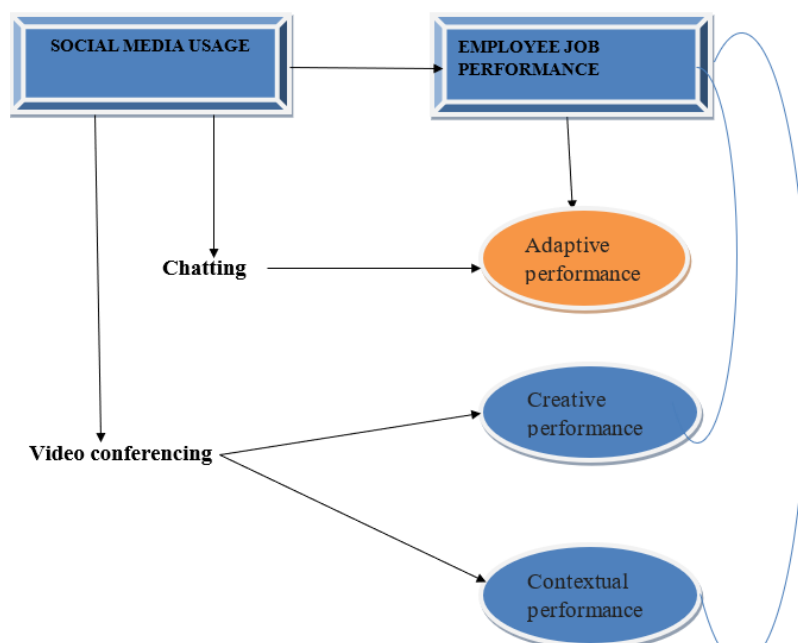 SOCIAL MEDIA USAGE
EMPLOYEE JOB
PERFORMANCE
Adaptive
performance
Chatting
Creative
performance
Video conferencing
Contextual
performance